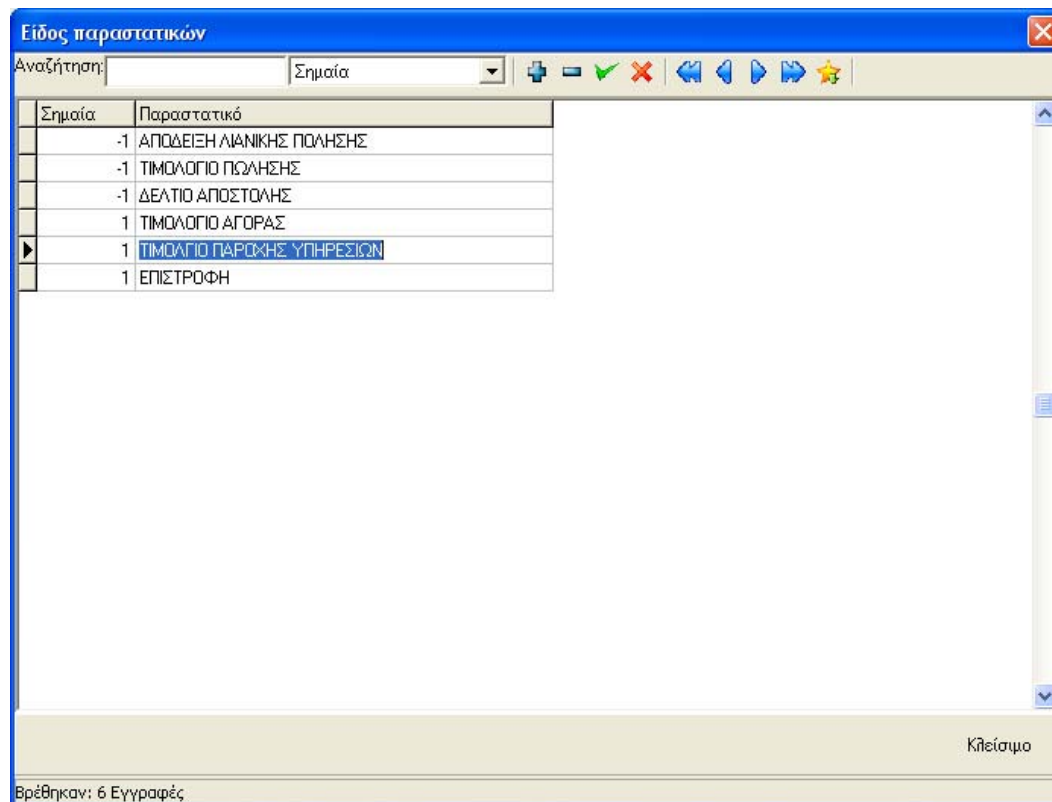 Είδος παραστατικών
Αναζήτηση: Σημαία
Σημαία Παραστατικό
-1 ΑΠΟΔΕΙΞΗ ΛΙΑΝΙΚΗΣ ΠΟΛΗΣΗΣ
-1 ΤΙΜΟΛΟΓΙΟ ΠΩΛΗΣΗΣ
-1 ΔΕΛΤΙΟ ΑΠΟΣΤΟΛΗΣ
1 ΤΙΜΟΛΟΓΙΟ ΑΓΟΡΑΣ
1 ΤΙΜΟΛΓΙΟ ΠΑΡΟΧΗΣ ΥΠΗΡΕΣΙΩΝ
1 ΕΠΙΣΤΡΟΦΗ
Κλείσιμο
Βρέθηκαν: 6 Εγγραφές